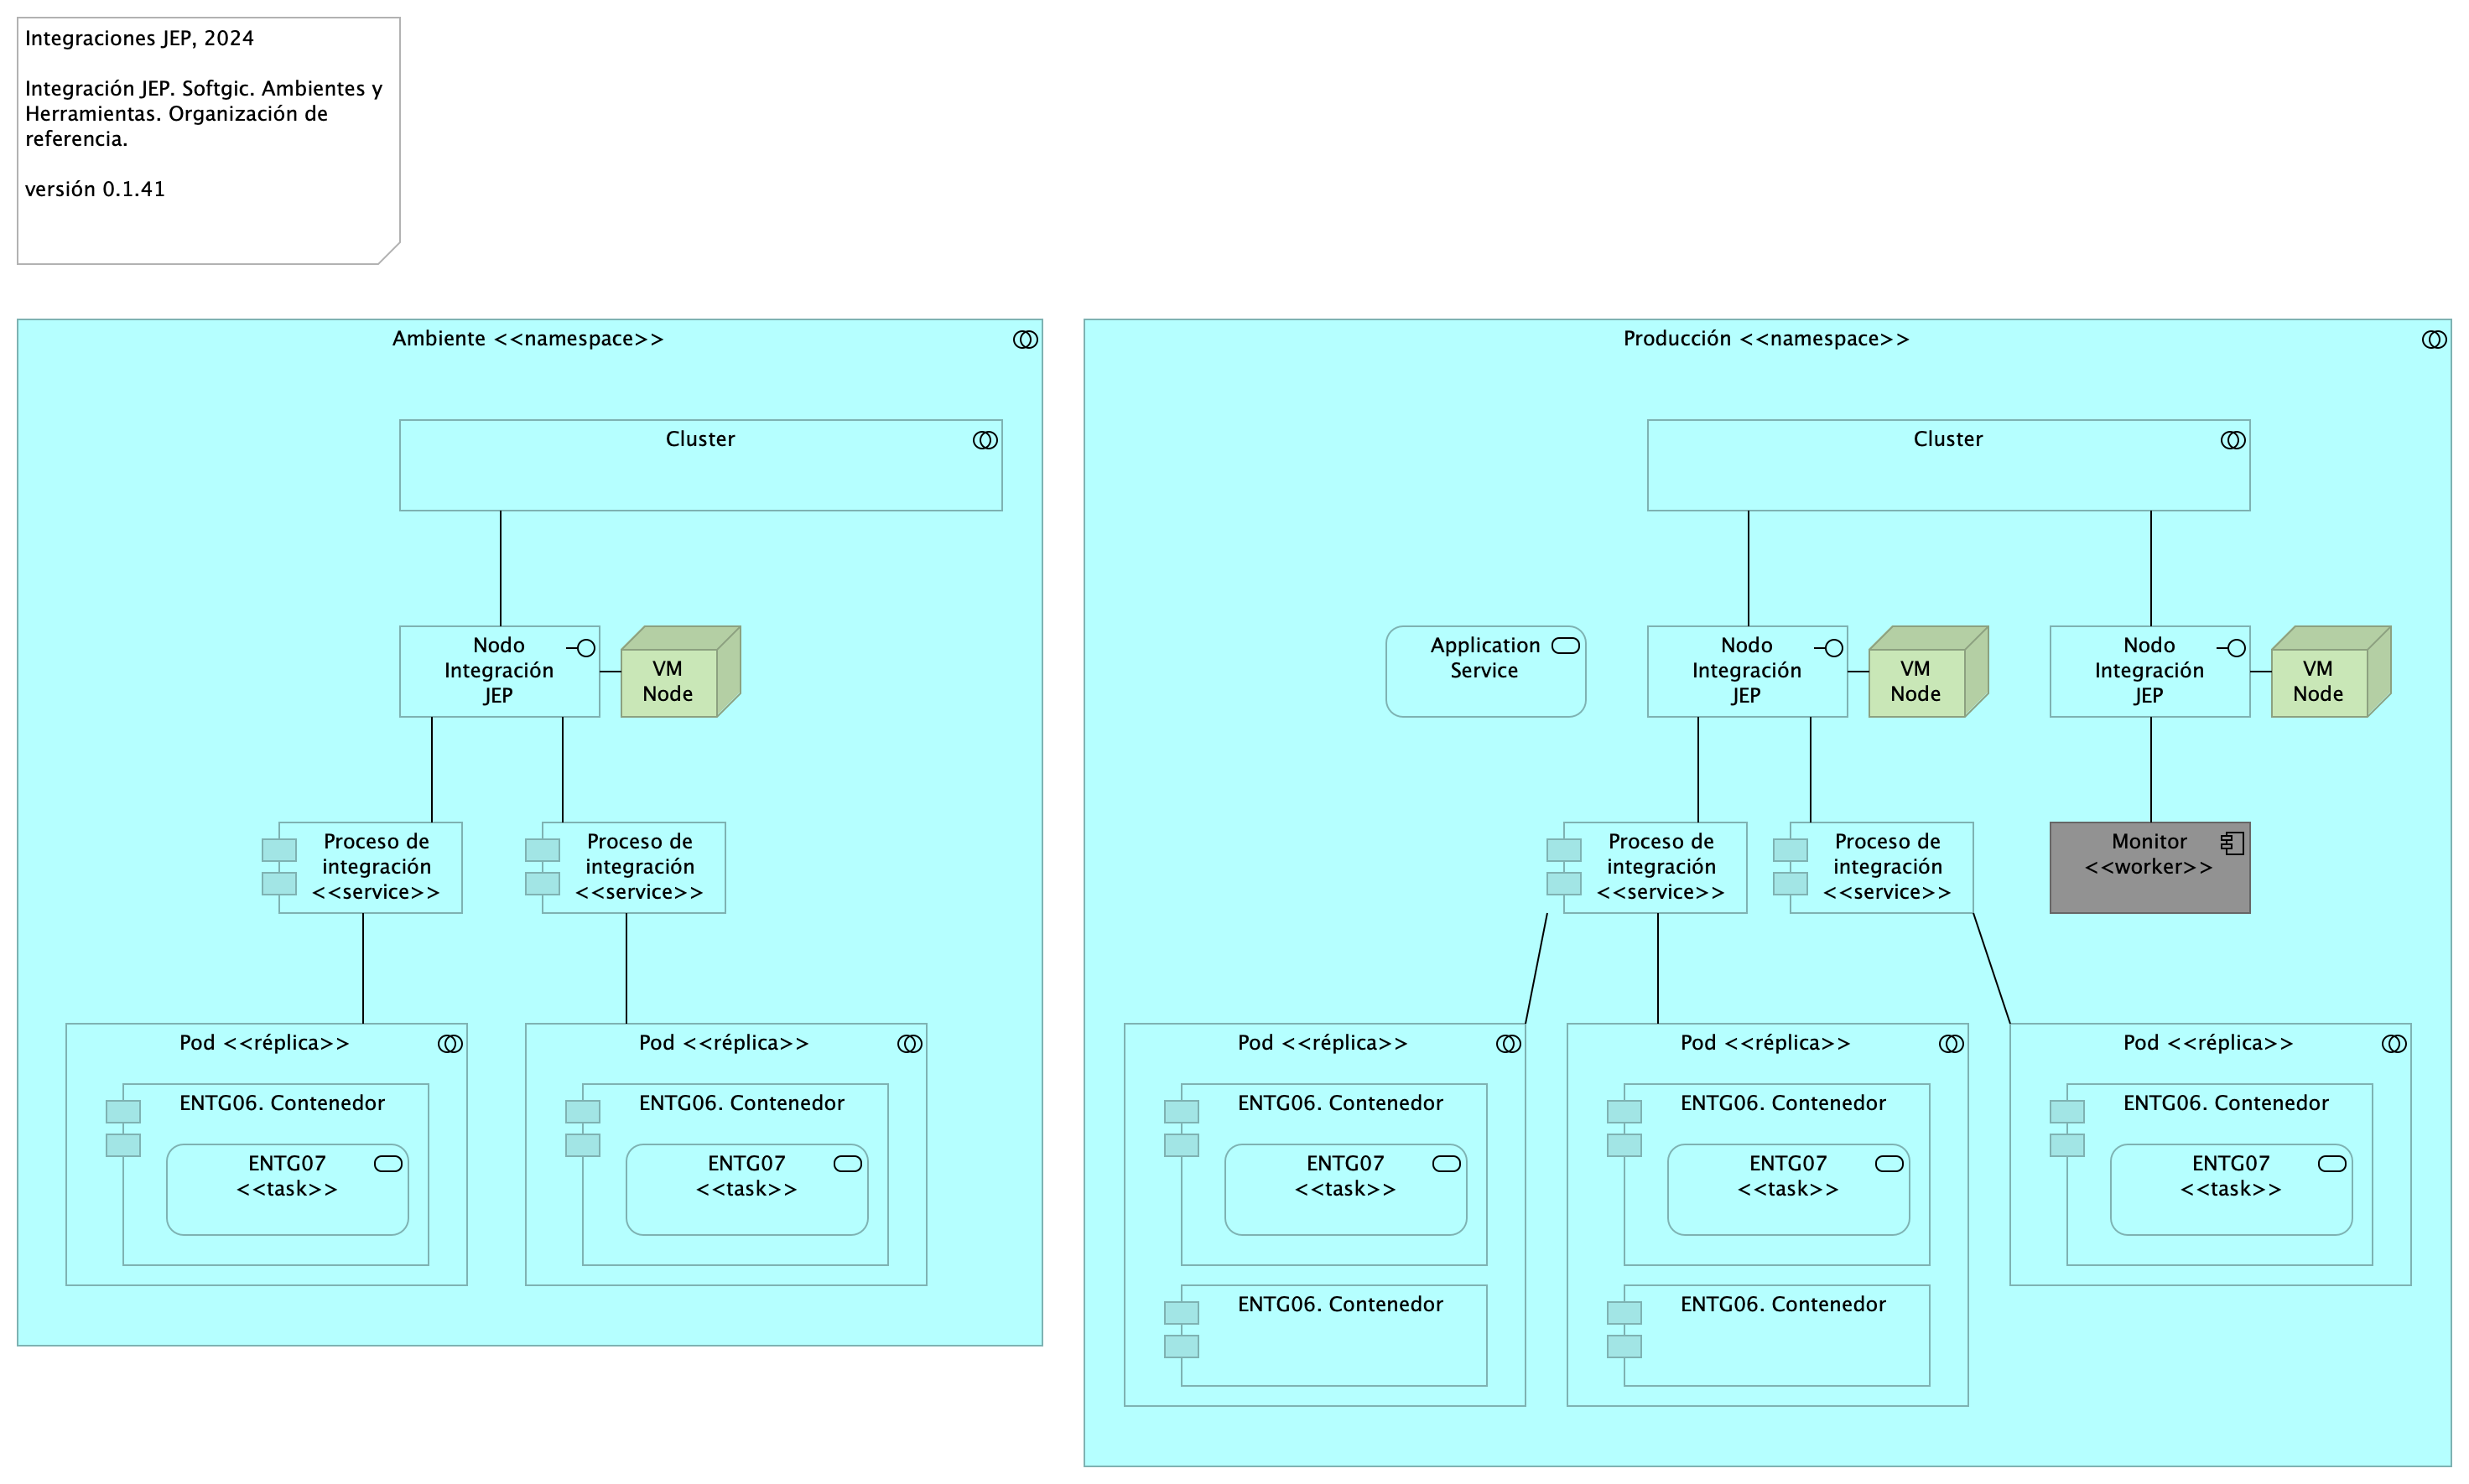 Integraciones JEP, 2024
Integración JEP. Softgic. Ambientes y
Herramientas. Organización de
referencia.
versión 0.1.41
Ambiente <<namespace>>
Cluster
Nodo
Integración
JEP
VM
Node
Proceso de
integración
<<service>>
Proceso de
integración
<<service>>
Pod <<réplica>>
ENTG06. Contenedor
ENTG07
<<task>>
Pod <<réplica>>
ENTG06. Contenedor
ENTG07
<<task>>
Producción <<namespace>>
Cluster
Application
Service
Nodo
Integración
JEP
VM
Node
Nodo
Integración
JEP
VM
Node
Proceso de
integración
<<service>>
Proceso de
integración
<<service>>
Monitor
<<worker>>
Pod <<réplica>>
ENTG06. Contenedor
ENTG07
<<task>>
ENTG06. Contenedor
Pod <<réplica>>
ENTG06. Contenedor
ENTG07
<<task>>
ENTG06. Contenedor
Pod <<réplica>>
ENTG06. Contenedor
ENTG07
<<task>>